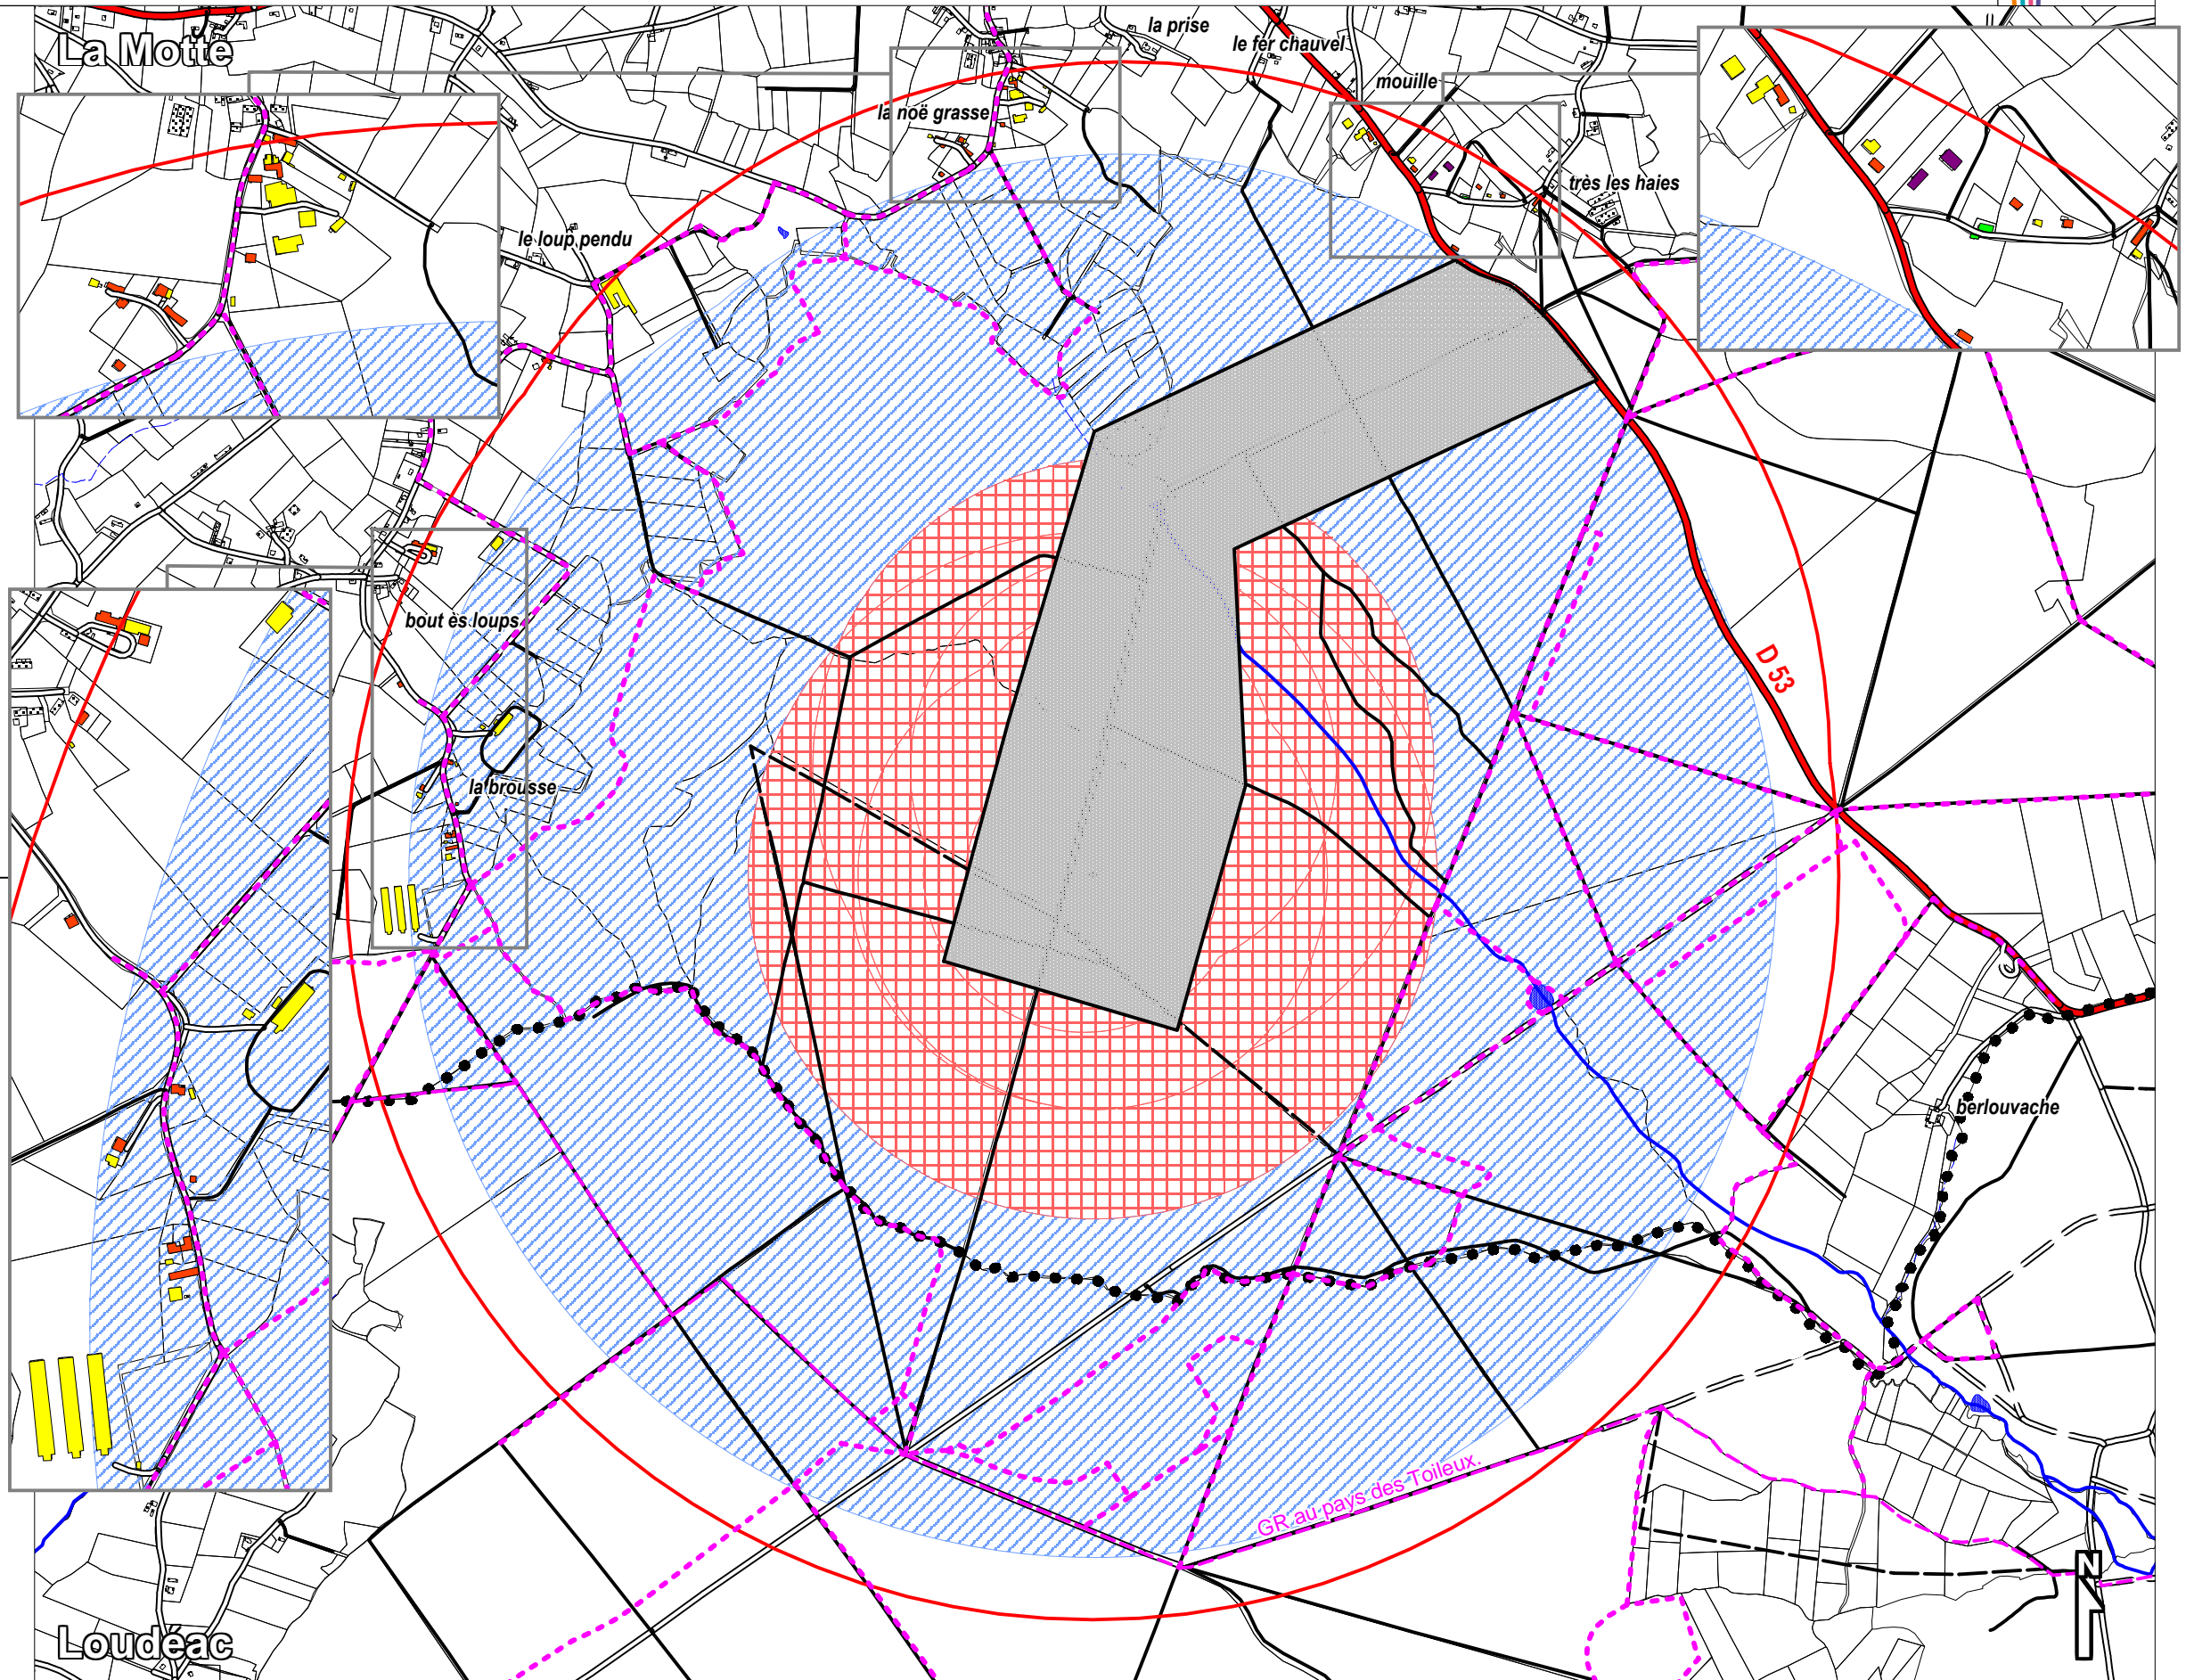 la prise
La Motte
le fer chauvel
mouille
la noë grasse
très les haies
le loup pendu
bout ès loups
D 53
la brousse
berlouvache
GR au pays des Toileux.
N
Loudéac